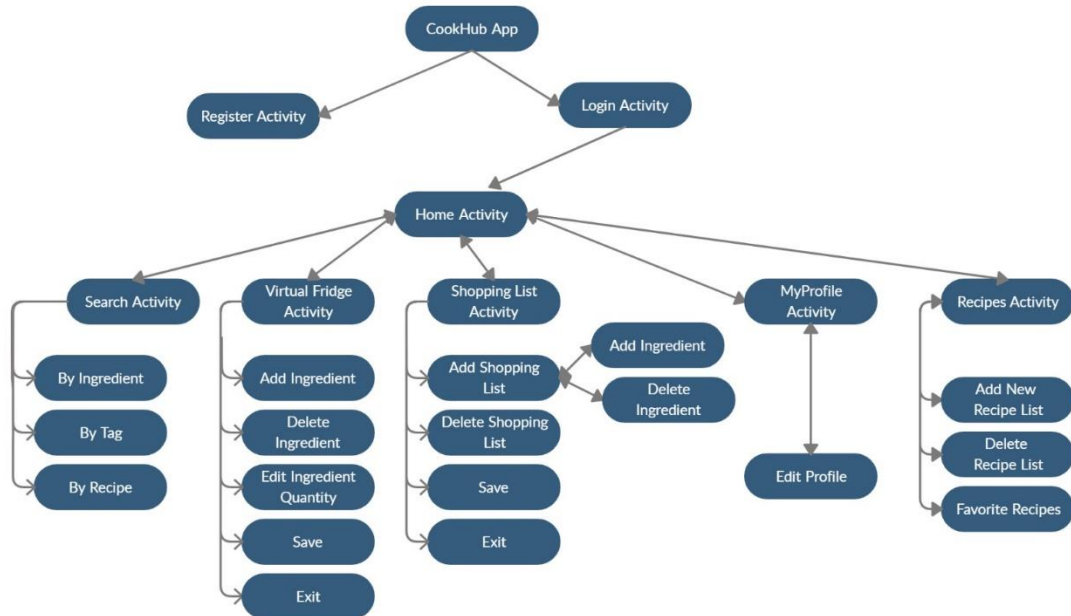 CookHub App
Register Activity
Login Activity
Home Activity
Search Activity
By Ingredient
By Tag
By Recipe
Virtual Fridge
Activity
Add Ingredient
Delete
Ingredient
Edit Ingredient
Quantity
Save
Exit
Shopping List
Activity
Add Shopping
List
Add Ingredient
Delete
Ingredient
Delete Shopping
List
Save
Exit
MyProfile
Activity
Edit Profile
Recipes Activity
Add New
Recipe List
Delete
Recipe List
Favorite Recipes